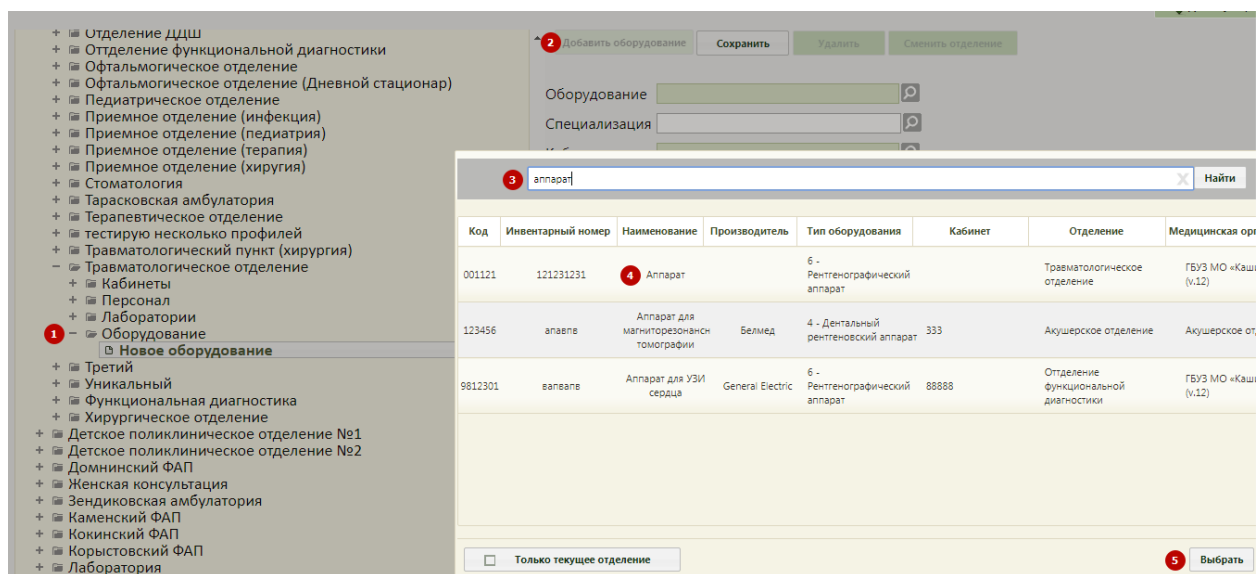 Отделение ДДШ
Оттделение функциональной диагностики
Офтальмогическое отделение
Офтальмогическое отделение (Дневной стационар)
Педиатрическое отделение
Приемное отделение (инфекция)
Приемное отделение (педиатрия)
Приемное отделение (терапия)
Приемное отделение (хиругия)
Стоматология
Тарасковская амбулатория
Терапевтическое отделение
тестирую несколько профилей
Травматологический пункт (хирургия)
Травматологическое отделение
Кабинеты
Персонал
Лаборатории
1 Оборудование
Новое оборудование
Третий
Уникальный
Функциональная диагностика
Хирургическое отделение
Детское поликлиническое отделение №1
Детское поликлиническое отделение №2
Домнинский ФАП
Женская консультация
Зендиковская амбулатория
Каменский ФАП
Кокинский ФАП
Корыстовский ФАП
Лаборатория
2 Добавить оборудование Сохранить Удалить Сменить отделение
Оборудование
Специализация
3 аппарат Найти
Код Инвентарный номер Наименование Производитель Тип оборудования Кабинет Отделение Медицинская орг
001121 121231231 4 Аппарат 6 - Рентгенографический аппарат Травматологическое отделение ГБУЗ МО «Каши (v.12)
123456 апавпв Аппарат для магниторезонансн томографии Белмед 4 - Дентальный рентгеновский аппарат 333 Акушерское отделение Акушерское от
9812301 вапвапв Аппарат для УЗИ сердца General Electric 6 - Рентгенографический аппарат 88888 Оттделение функциональной диагностики ГБУЗ МО «Каши (v.12)
Только текущее отделение 5 Выбрать